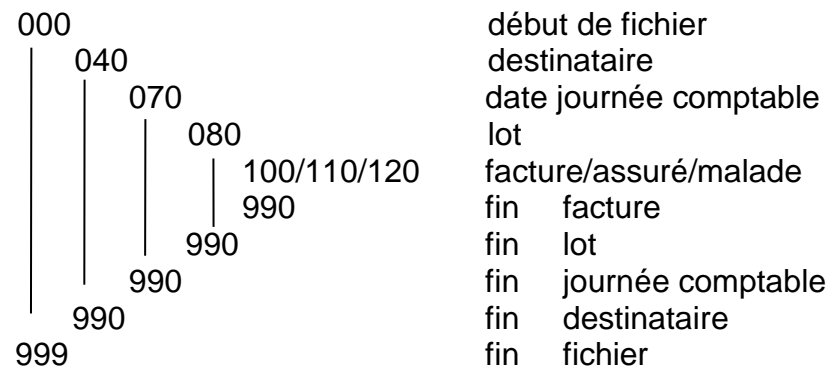 000 début de fichier
040 destinataire
070 date journée comptable
080 lot
100/110/120 facture/assuré/malade
990 fin facture
990 fin lot
990 fin journée comptable
990 fin destinataire
999 fin fichier